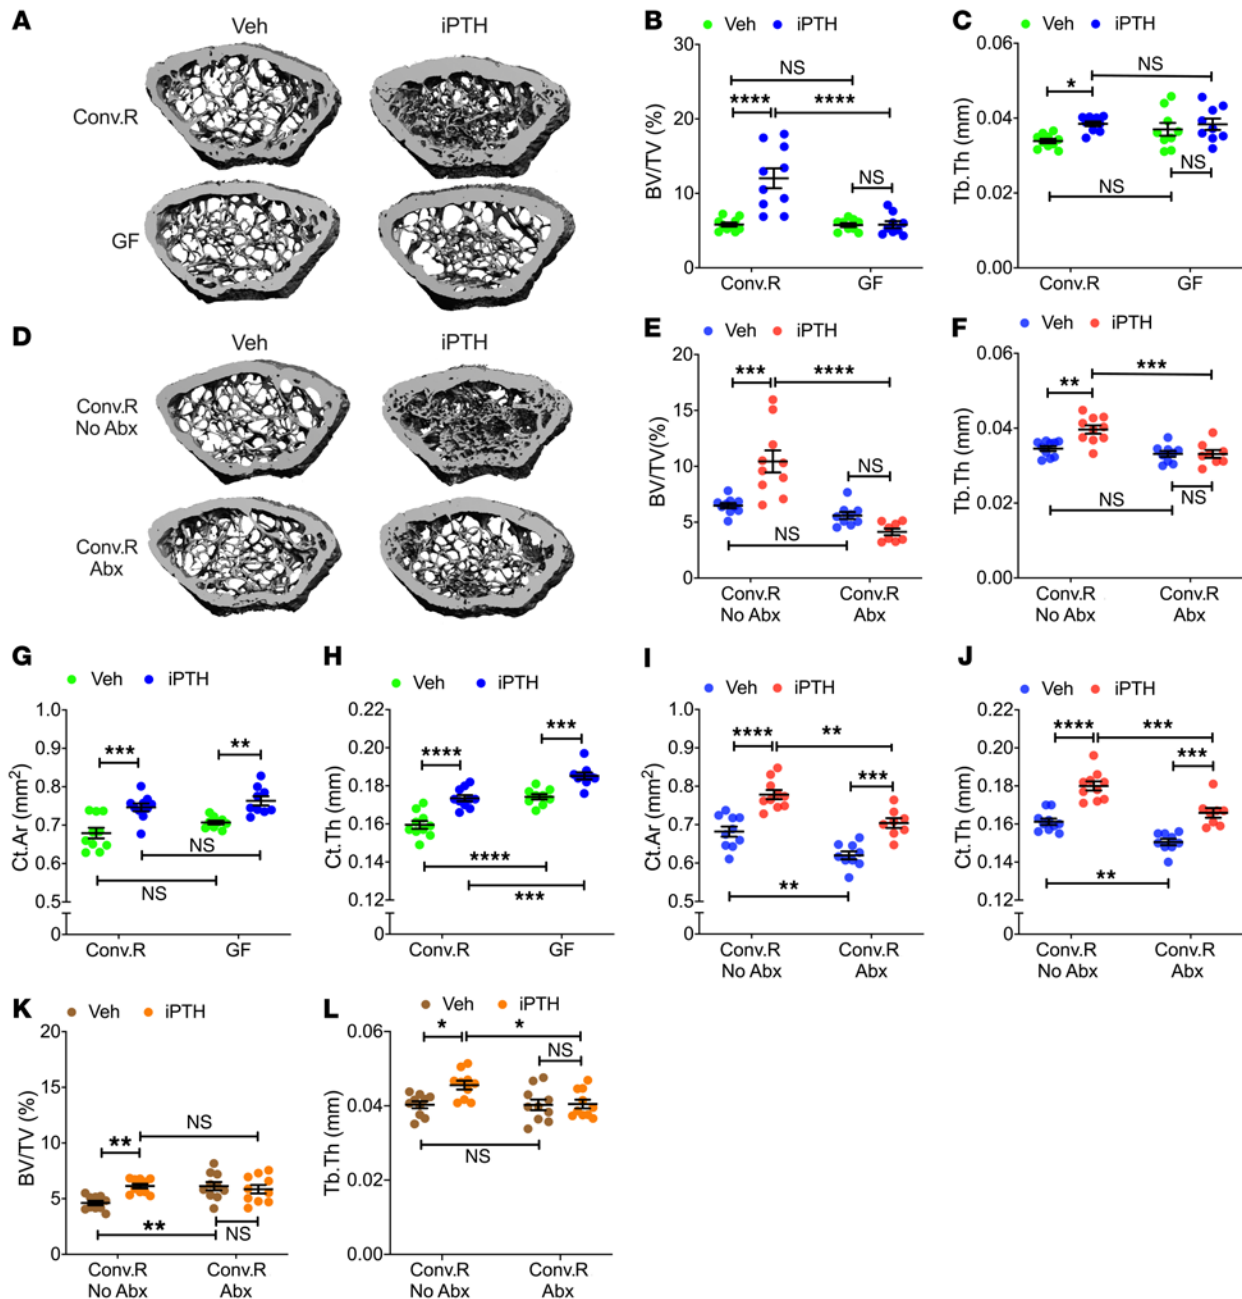 A
Veh
iPTH
Conv.R
GF
B
Veh
iPTH
BV/TV (%)
30
20
10
0
NS
****
****
NS
Conv.R
GF
C
Veh
iPTH
Tb.Th (mm)
0.06
0.04
0.02
0.00
NS
*
NS
NS
Conv.R
GF
D
Veh
iPTH
Conv.R
No Abx
Conv.R
Abx
E
Veh
iPTH
BV/TV(%)
20
15
10
5
0
***
****
NS
NS
Conv.R
No Abx
Conv.R
Abx
F
Veh
iPTH
Tb.Th (mm)
0.06
0.04
0.02
0.00
***
**
NS
NS
Conv.R
No Abx
Conv.R
Abx
G
Veh
iPTH
Ct.Ar (mm²)
1.0
0.9
0.8
0.7
0.6
0.5
0
***
**
NS
NS
Conv.R
GF
H
Veh
iPTH
Ct.Th (mm)
0.22
0.20
0.18
0.16
0.14
0.12
0
***
****
****
***
Conv.R
GF
I
Veh
iPTH
Ct.Ar (mm²)
1.0
0.9
0.8
0.7
0.6
0.5
0
****
**
***
**
Conv.R
No Abx
Conv.R
Abx
J
Veh
iPTH
Ct.Th (mm)
0.22
0.20
0.18
0.16
0.14
0.12
0
****
***
***
**
Conv.R
No Abx
Conv.R
Abx
K
Veh
iPTH
BV/TV (%)
20
15
10
5
0
NS
**
**
NS
Conv.R
No Abx
Conv.R
Abx
L
Veh
iPTH
Tb.Th (mm)
0.06
0.04
0.02
0.00
*
*
NS
NS
Conv.R
No Abx
Conv.R
Abx